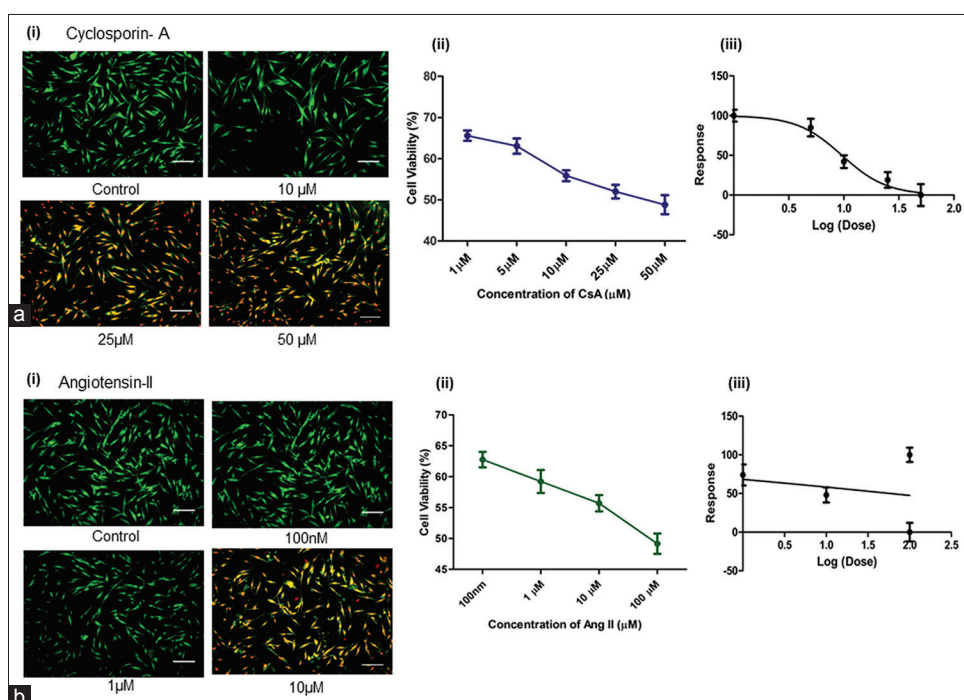 (i) Cyclosporin- A
Control
10 µM
25µM
50 µM
a
(ii)
80
70
60
50
40
Cell Viability (%)
1 µM
5µM
10µM
25µM
50µM
Concentration of CsA (µM)
(iii)
150
100
50
0
-50
Response
0.5
1.0
1.5
2.0
Log (Dose)
(i) Angiotensin-II
Control
100nM
1µM
10µM
b
(ii)
70
65
60
55
50
45
Cell Viability (%)
100nm
1 µM
10 µM
100 µM
Concentration of Ang II (µM)
(iii)
150
100
50
0
-50
Response
0.5
1.0
1.5
2.0
2.5
Log (Dose)